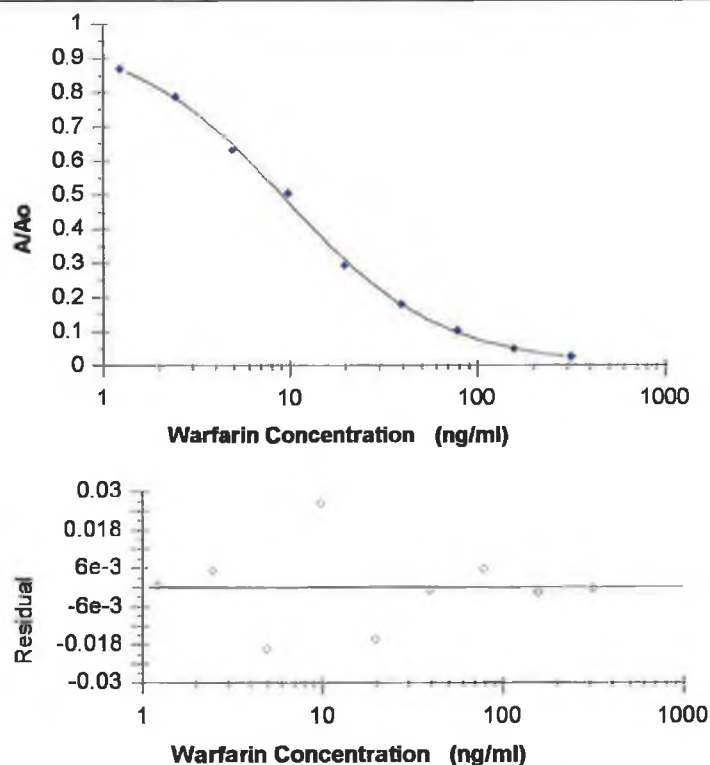 1
0.9
0.8
0.7
0.6
0.5
0.4
0.3
0.2
0.1
0
A/Ao
1 10 100 1000
Warfarin Concentration (ng/ml)
0.03
0.018
6e-3
-6e-3
-0.018
-0.03
Residual
1 10 100 1000
Warfarin Concentration (ng/ml)